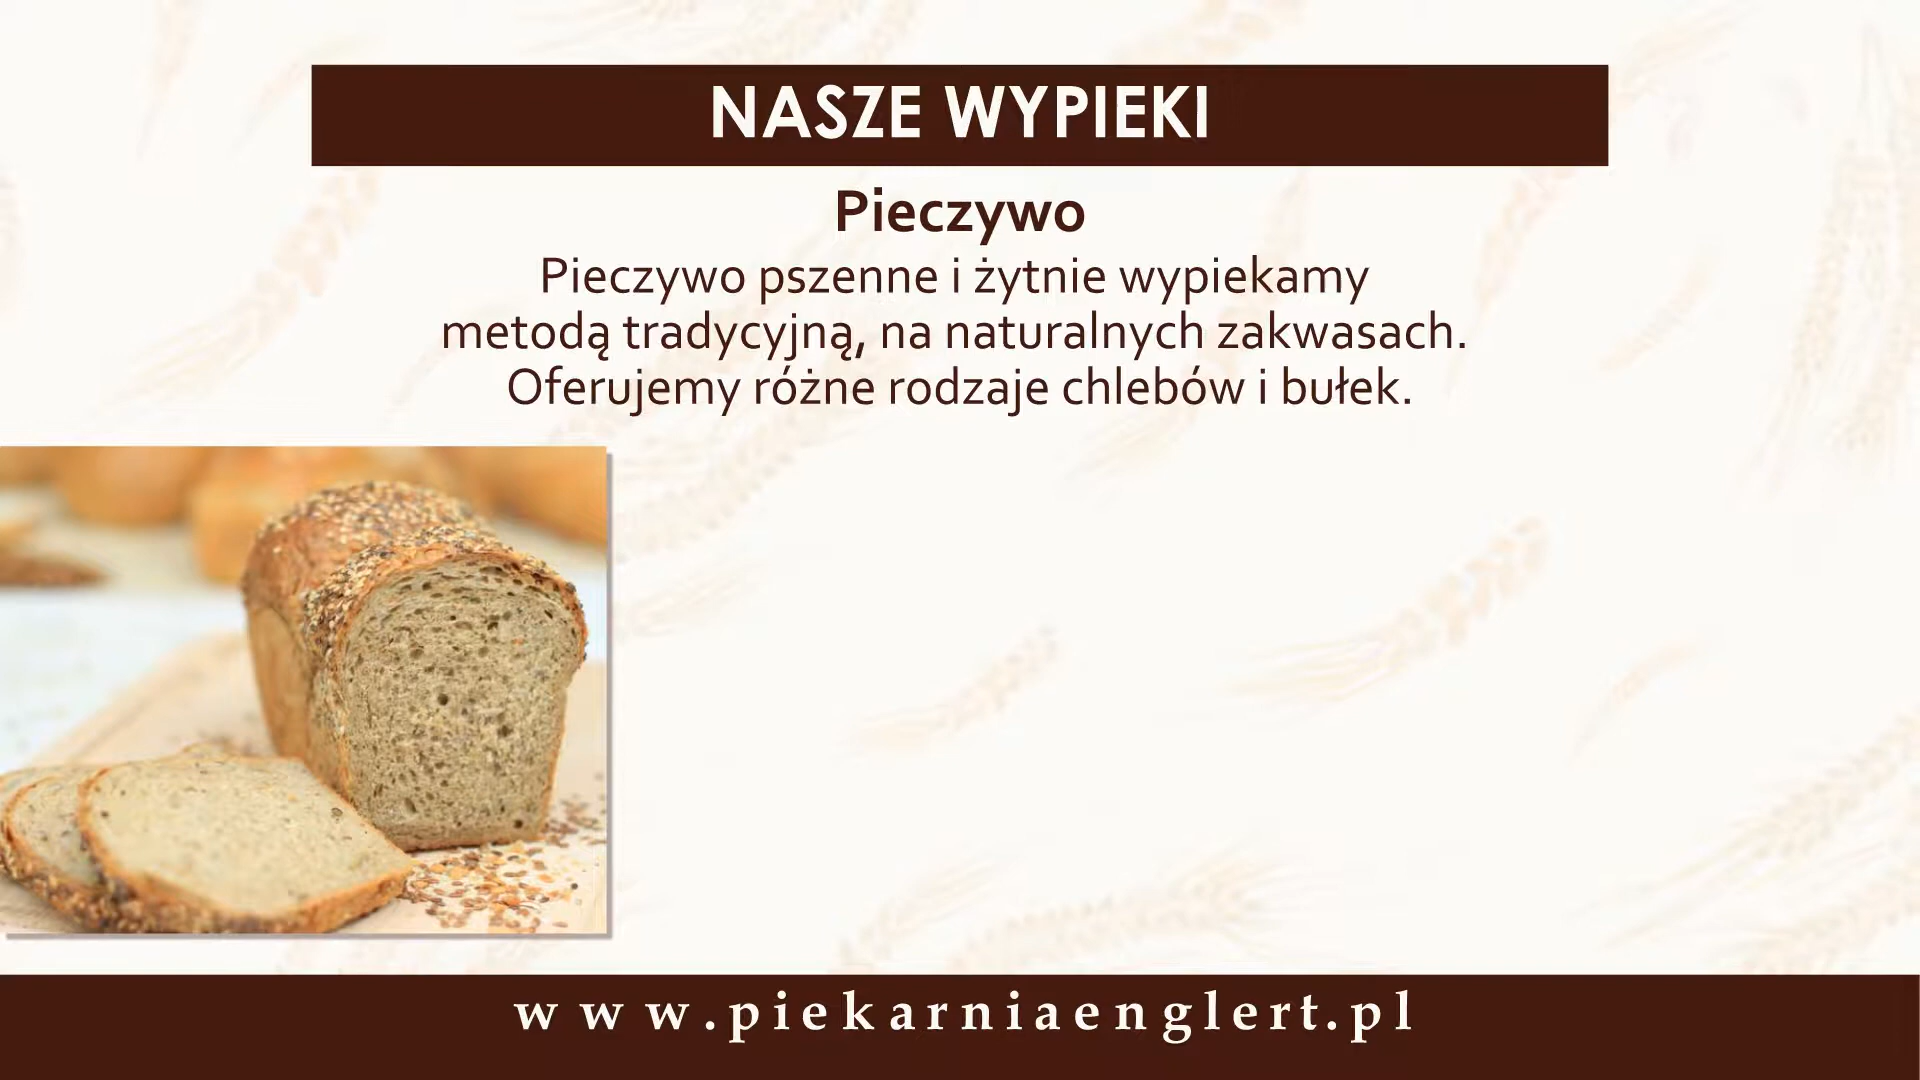 NASZE WYPIEKI
Pieczywo
Pieczywo pszenne i żytnie wypiekamy
metodą tradycyjną, na naturalnych zakwasach.
Oferujemy różne rodzaje chlebów i bułek.
www.piekarniaenglert.pl